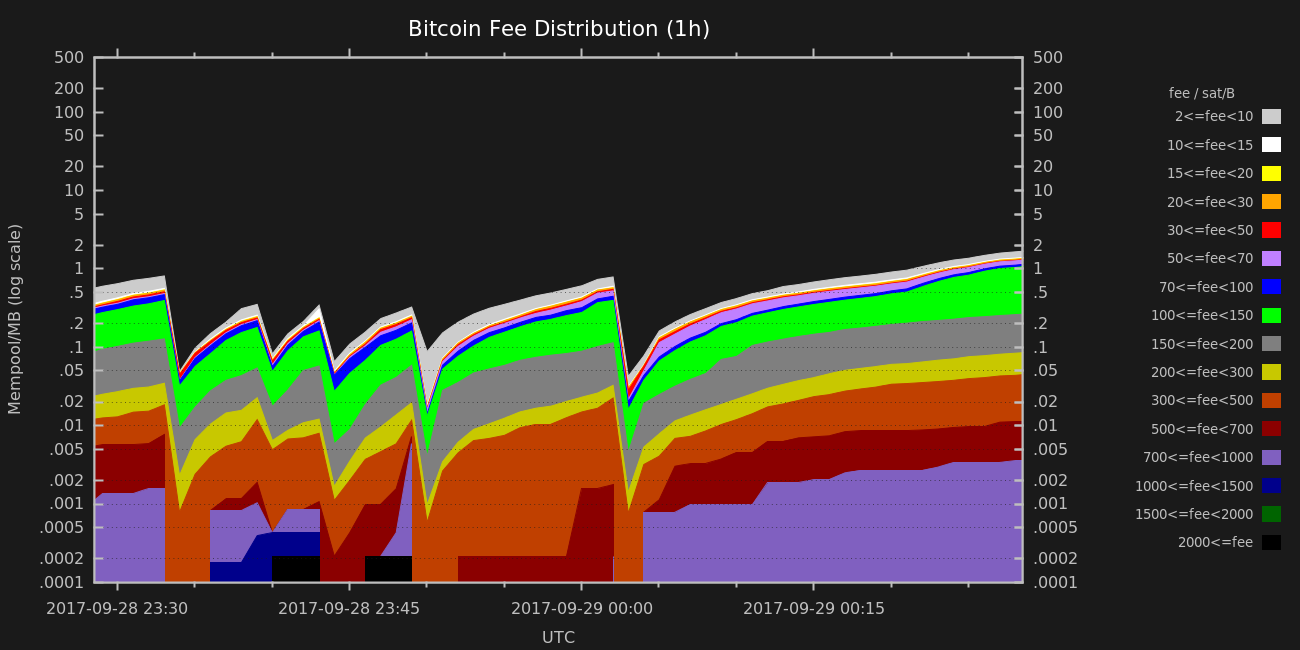 Bitcoin Fee Distribution (1h)
500 500
200 200
100 100
50 50
20 20
10 10
5 5
2 2
1 1
.5 .5
.2 .2
.1 .1
.05 .05
.02 .02
.01 .01
.005 .005
.002 .002
.001 .001
.0005 .0005
.0002 .0002
.0001 .0001
Mempool/MB (log scale)
2017-09-28 23:30 2017-09-28 23:45 2017-09-29 00:00 2017-09-29 00:15
UTC
fee / sat/B
2<=fee<10
10<=fee<15
15<=fee<20
20<=fee<30
30<=fee<50
50<=fee<70
70<=fee<100
100<=fee<150
150<=fee<200
200<=fee<300
300<=fee<500
500<=fee<700
700<=fee<1000
1000<=fee<1500
1500<=fee<2000
2000<=fee